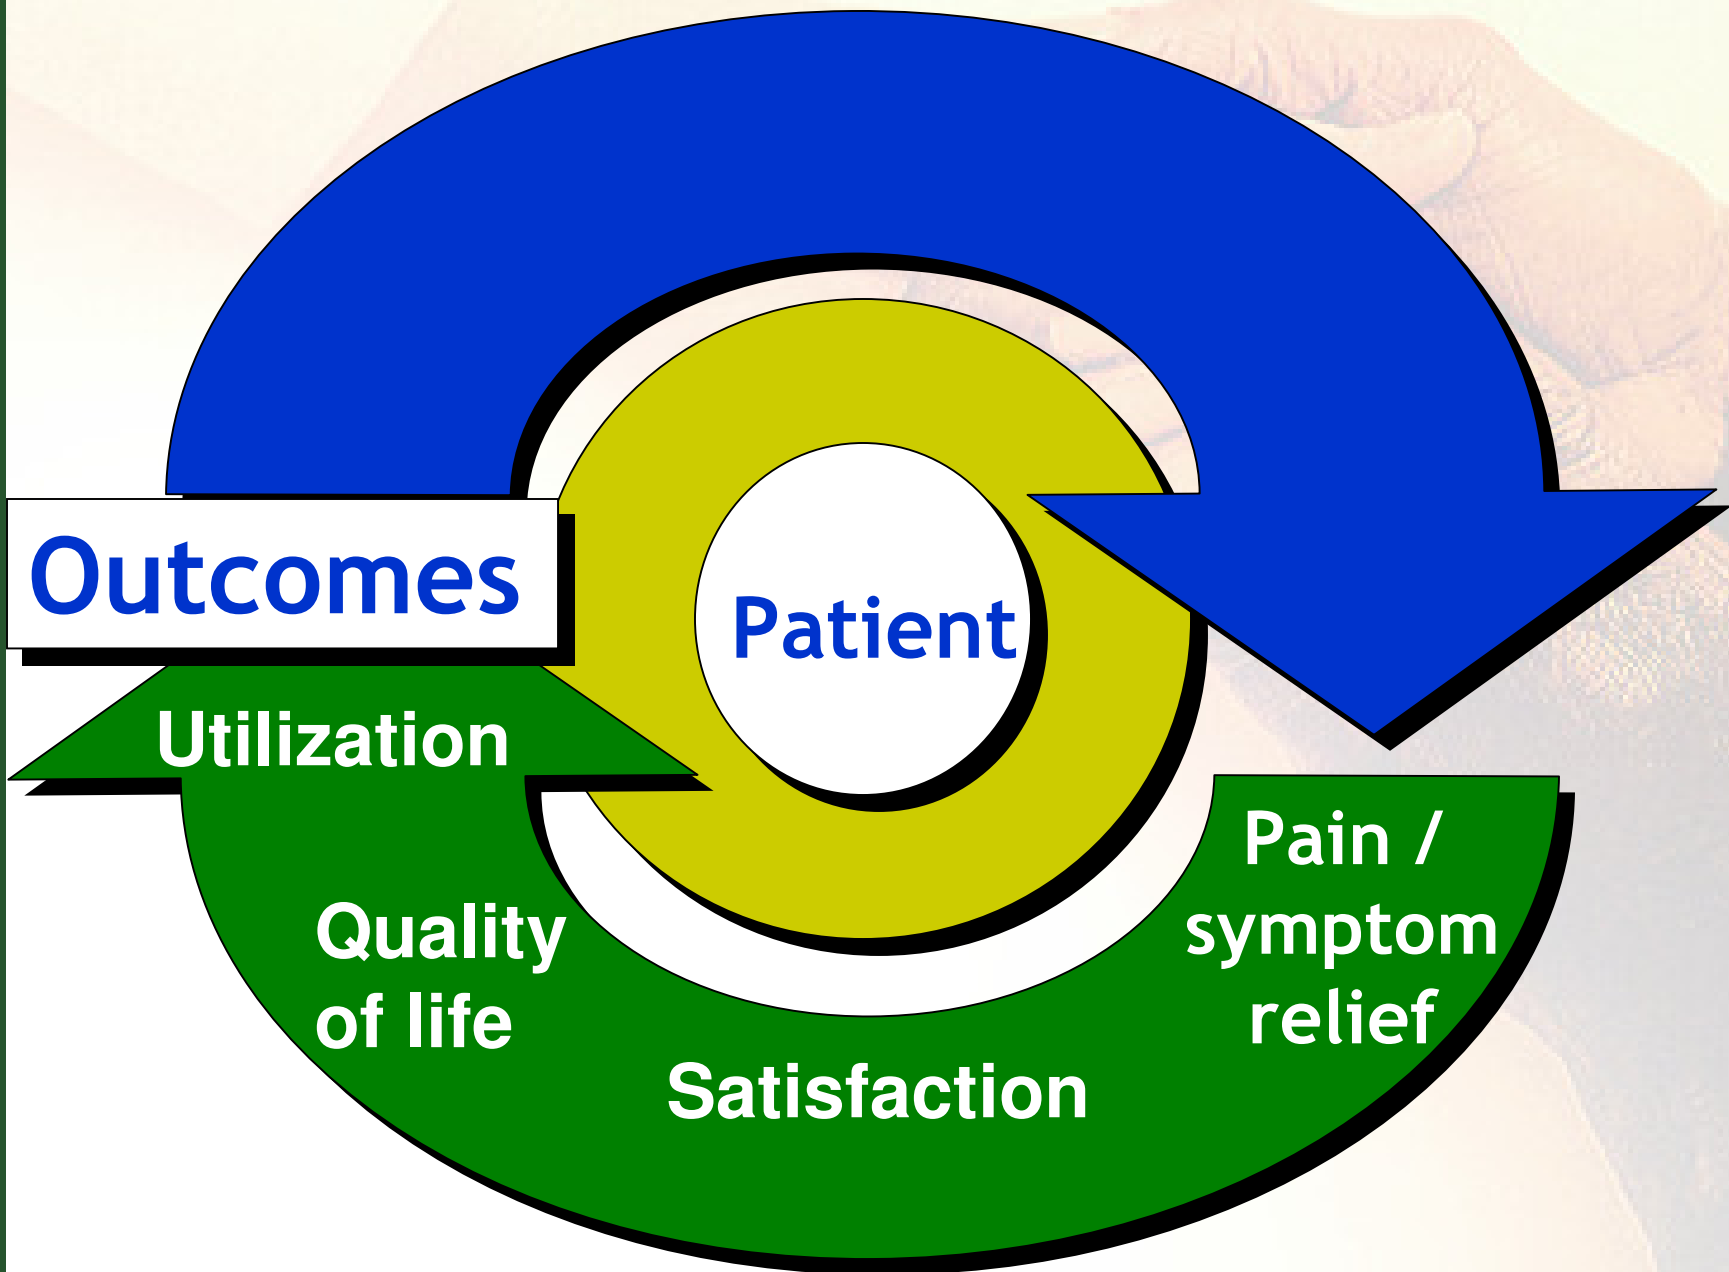 Outcomes
Patient
Utilization
Quality
of life
Satisfaction
Pain /
symptom
relief